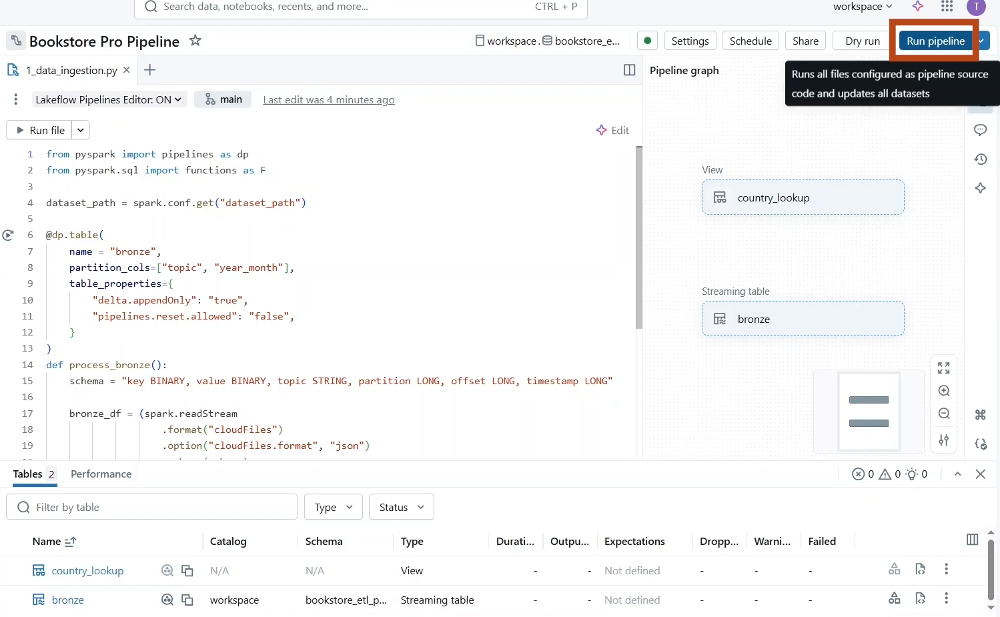 Search data, notebooks, recents, and more...
CTRL + P
workspace
T
Bookstore Pro Pipeline
workspace.
bookstore_e...
Settings
Schedule
Share
Dry run
Run pipeline
Runs all files configured as pipeline source
code and updates all datasets
1_data_ingestion.py
Pipeline graph
Lakeflow Pipelines Editor: ON
main
Last edit was 4 minutes ago
Run file
Edit
1 from pyspark import pipelines as dp
2 from pyspark.sql import functions as F
3
4 dataset_path = spark.conf.get("dataset_path")
5
6 @dp.table(
7 name = "bronze",
8 partition_cols=["topic", "year_month"],
9 table_properties={
10 "delta.appendOnly": "true",
11 "pipelines.reset.allowed": "false",
12 }
13 )
14 def process_bronze():
15 schema = "key BINARY, value BINARY, topic STRING, partition LONG, offset LONG, timestamp LONG"
16
17 bronze_df = (spark.readStream
18 .format("cloudFiles")
19 .option("cloudFiles.format", "json")
View
country_lookup
Streaming table
bronze
Tables 2
Performance
0
0
0
Filter by table
Type
Status
Name Catalog Schema Type Durati... Outpu... Expectations Dropp... Warni... Failed
country_lookup N/A N/A View - - Not defined - - -
bronze workspace bookstore_etl_p... Streaming table - - Not defined - - -